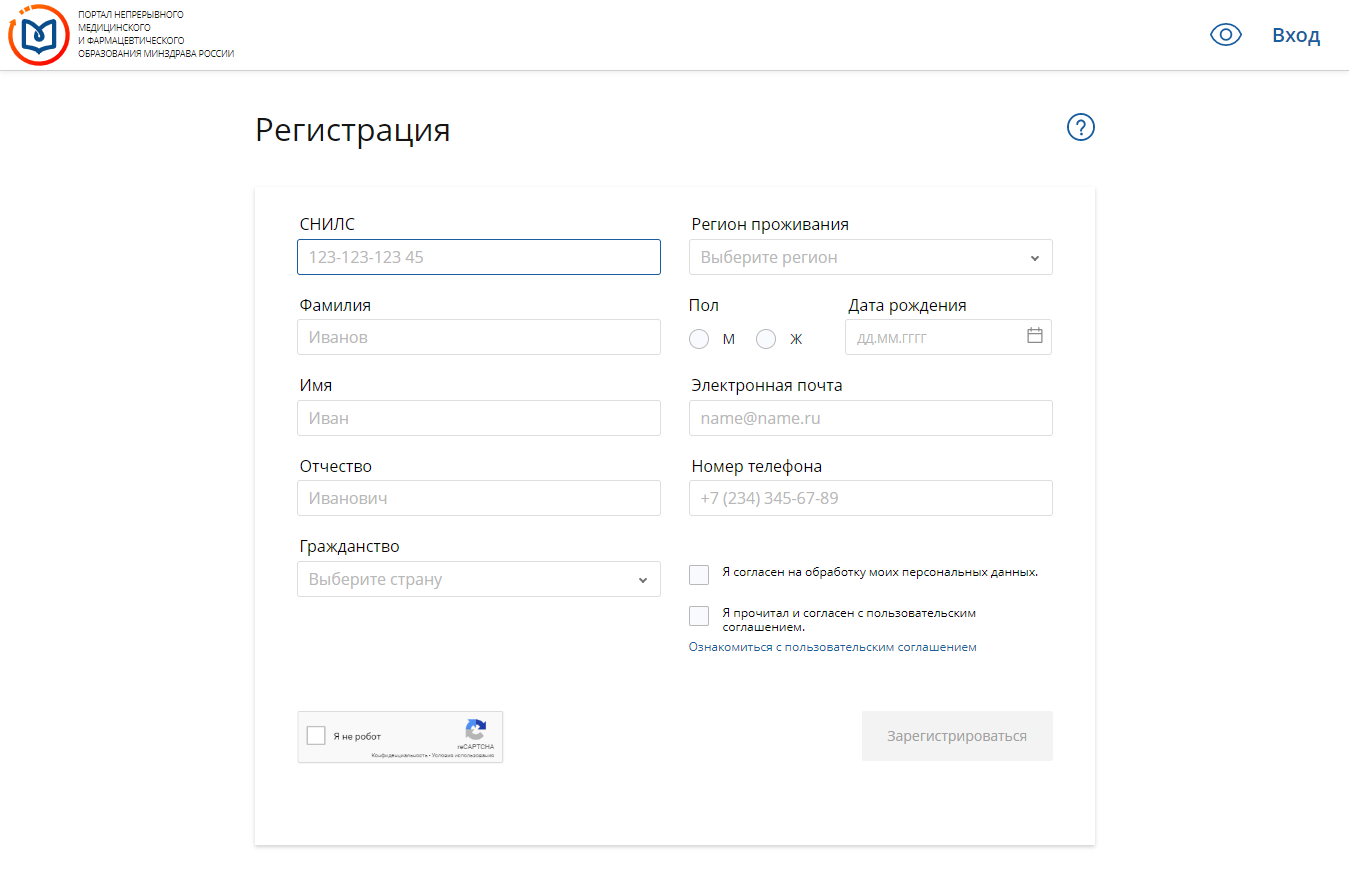 ПОРТАЛ НЕПРЕРЫВНОГО
МЕДИЦИНСКОГО
И ФАРМАЦЕВТИЧЕСКОГО
ОБРАЗОВАНИЯ МИНЗДРАВА РОССИИ
Вход
Регистрация
?
СНИЛС
123-123-123 45
Регион проживания
Выберите регион
Фамилия
Иванов
Пол
М
Ж
Дата рождения
ДД.ММ.ГГГГ
Имя
Иван
Электронная почта
name@name.ru
Отчество
Иванович
Номер телефона
+7 (234) 345-67-89
Гражданство
Выберите страну
Я согласен на обработку моих персональных данных.
Я прочитал и согласен с пользовательским
соглашением.
Ознакомиться с пользовательским соглашением
Я не робот
reCAPTCHA
Конфиденциальность - Условия использования
Зарегистрироваться